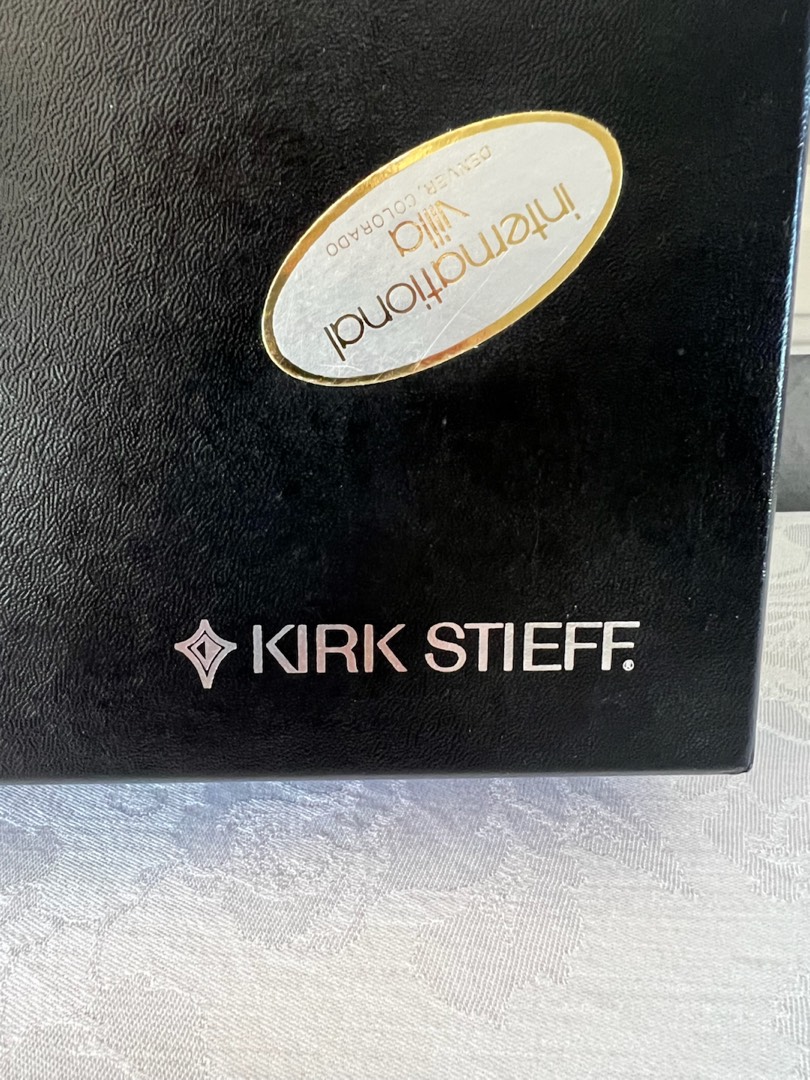 international
villa
DENVER, COLORADO
KIRK STIEFF®